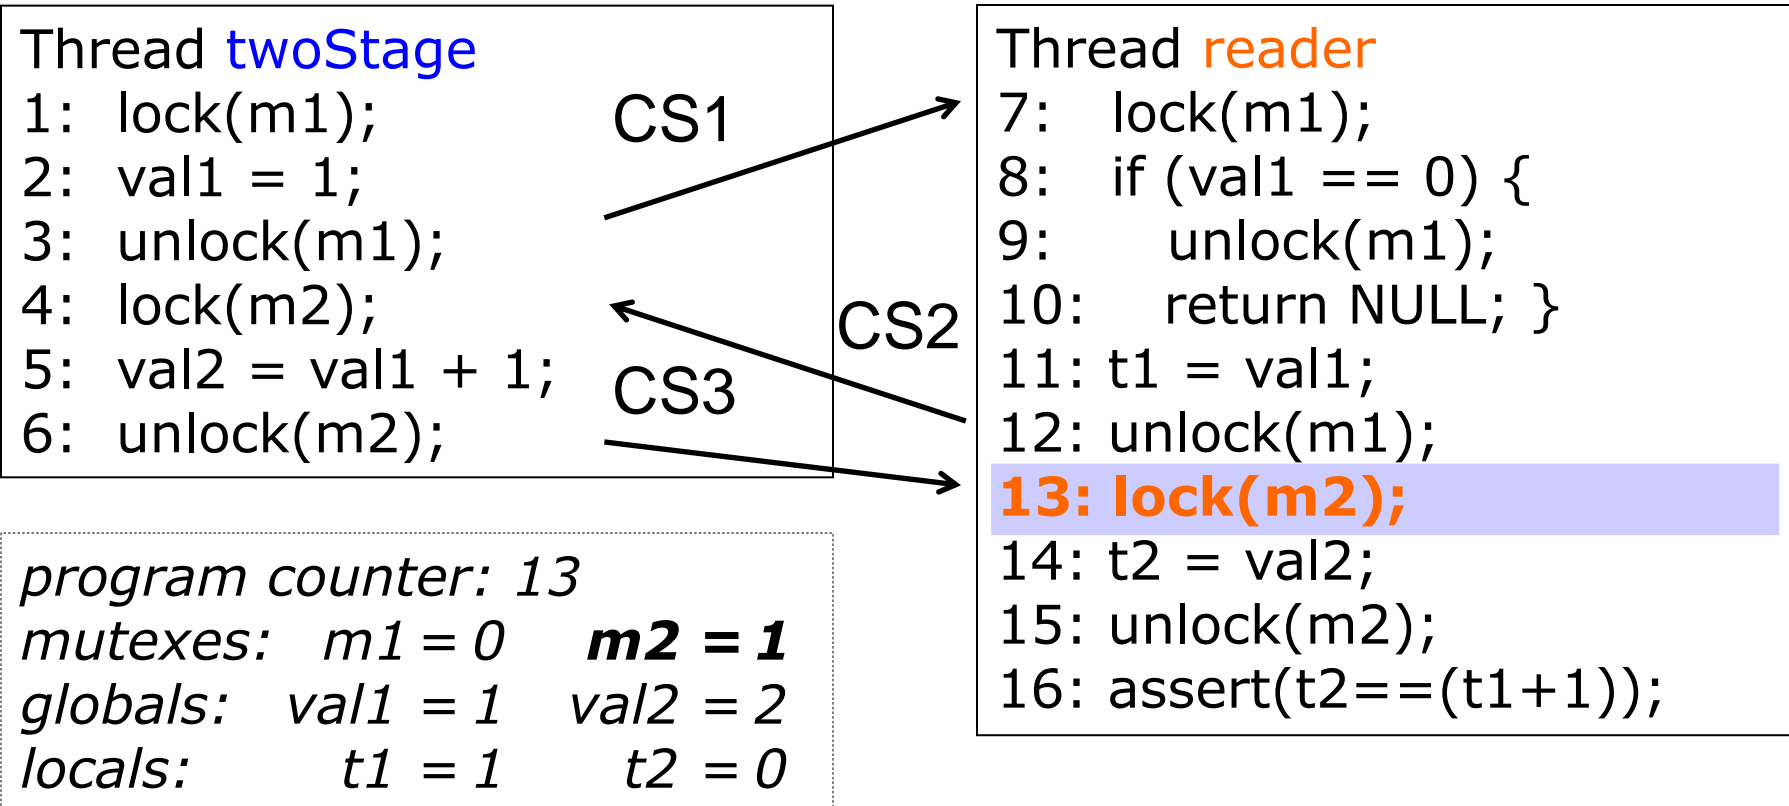 Thread twoStage
1: lock(m1);
2: val1 = 1;
3: unlock(m1);
4: lock(m2);
5: val2 = val1 + 1;
6: unlock(m2);
CS1
CS2
CS3
Thread reader
7: lock(m1);
8: if (val1 == 0) {
9: unlock(m1);
10: return NULL; }
11: t1 = val1;
12: unlock(m1);
13: lock(m2);
14: t2 = val2;
15: unlock(m2);
16: assert(t2==(t1+1));
program counter: 13
mutexes: m1 = 0 m2 = 1
globals: val1 = 1 val2 = 2
locals: t1 = 1 t2 = 0